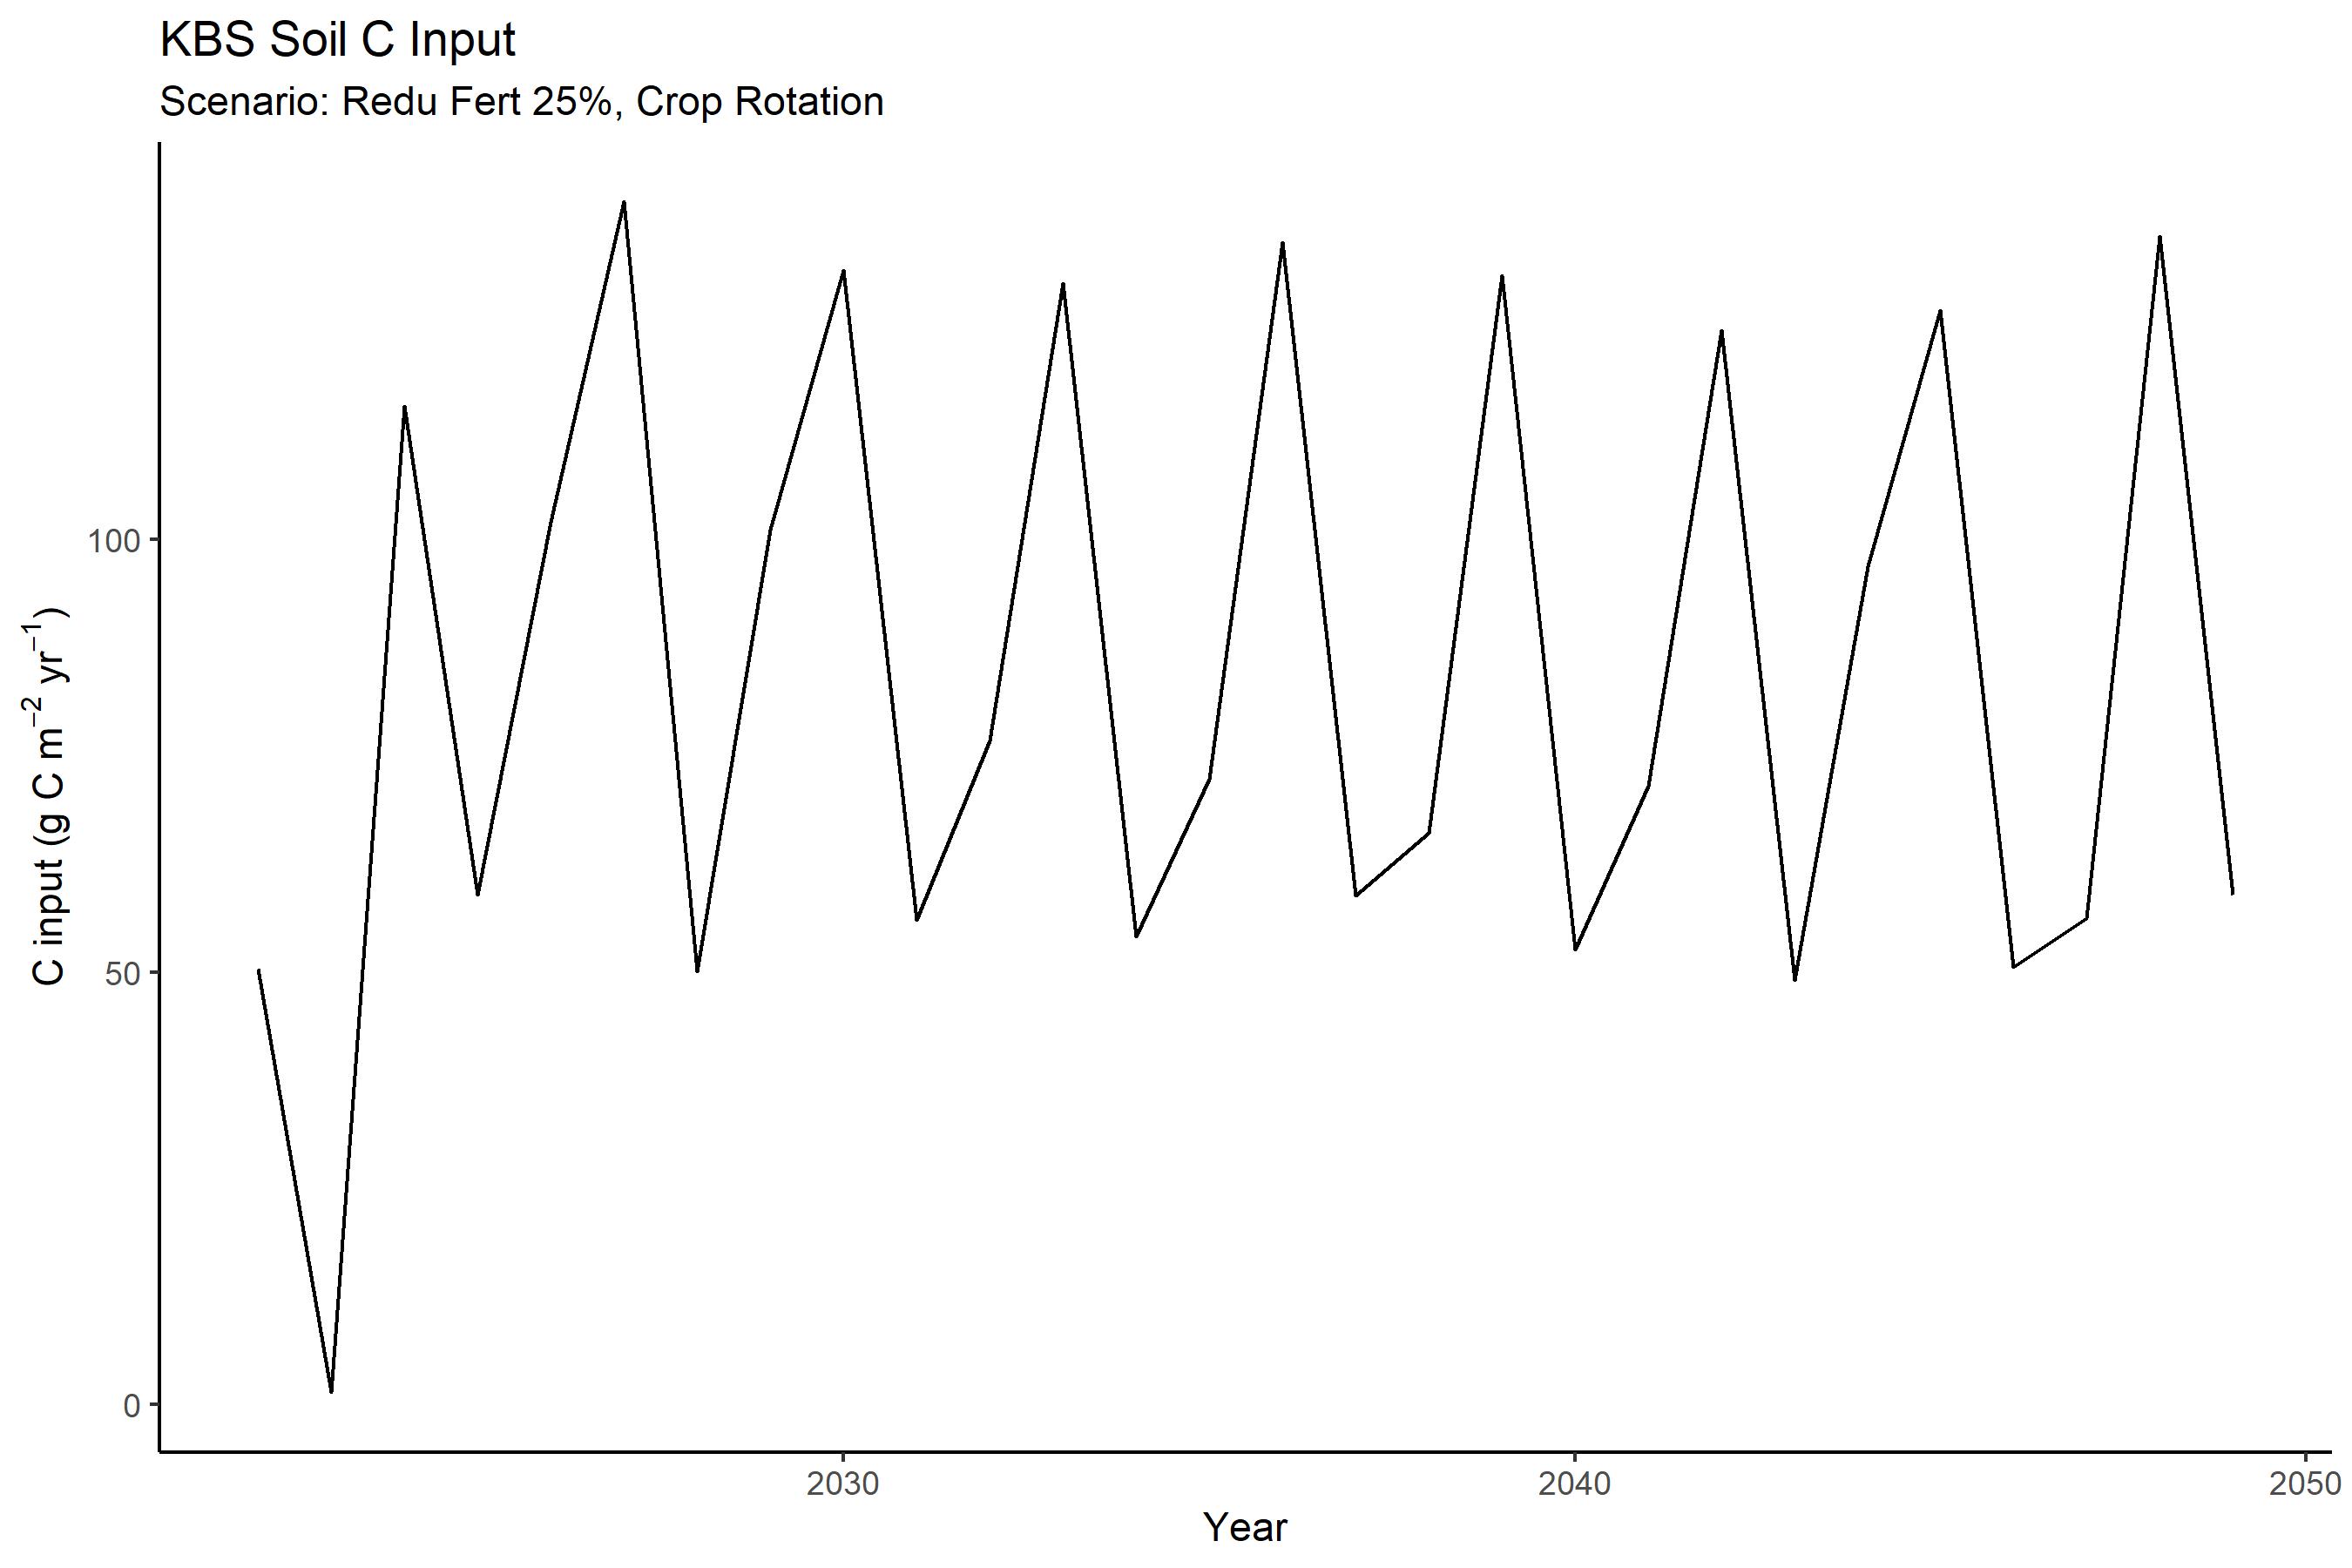 KBS Soil C Input
Scenario: Redu Fert 25%, Crop Rotation
C input (g C m⁻² yr⁻¹)
100
50
0
2030
2040
2050
Year